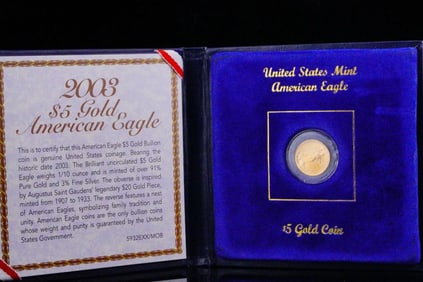 2003
$5 Gold
American Eagle
This is to certify that this American Eagle $5 Gold Bullion
coin is genuine United States coinage. Bearing the
historic date 2003. The Brilliant uncirculated $5 Gold
Eagle weighs 1/10 ounce and is minted of over 91%
Pure Gold and 3% Fine Silver. The obverse is inspired
by Augustus Saint Gaudens' legendary $20 Gold Piece,
minted from 1907 to 1933. The reverse features a nest
of American Eagles, symbolizing family tradition and
unity. American Eagle coins are the only bullion coins
whose weight and purity is guaranteed by the United
States Government.
5932EXX/MOB
United States Mint
American Eagle
$5 Gold Coin